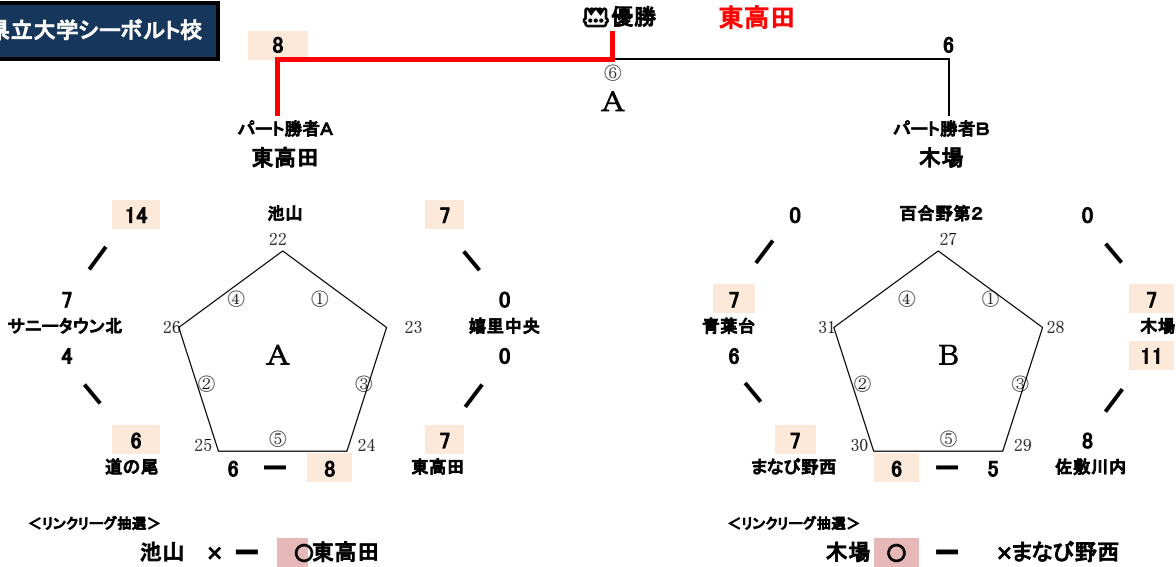 県立大学シーボルト校
優勝 東高田
8 6
⑥
A
パート勝者A パート勝者B
東高田 木場
14 池山 7 0 百合野第2 0
22 27
④ ① ④ ①
7 0 7 7
サニータウン北 26 23 嬉里中央 青葉台 31 28 木場
4 A 0 6 B 11
② ③ ② ③
6 25 ⑤ 24 7 7 30 ⑤ 29 8
道の尾 6 ー 8 東高田 まなび野西 6 ー 5 佐敷川内
＜リンクリーグ抽選＞ ＜リンクリーグ抽選＞
池山 × ー ○東高田 木場 ○ ー ×まなび野西